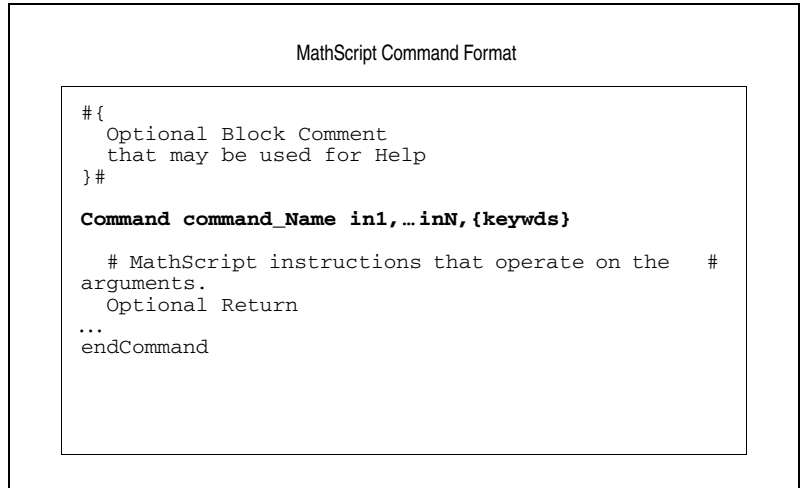 MathScript Command Format
#{
Optional Block Comment
that may be used for Help
}#
Command command_Name in1,…inN,{keywds}
# MathScript instructions that operate on the #
arguments.
Optional Return
...
endCommand